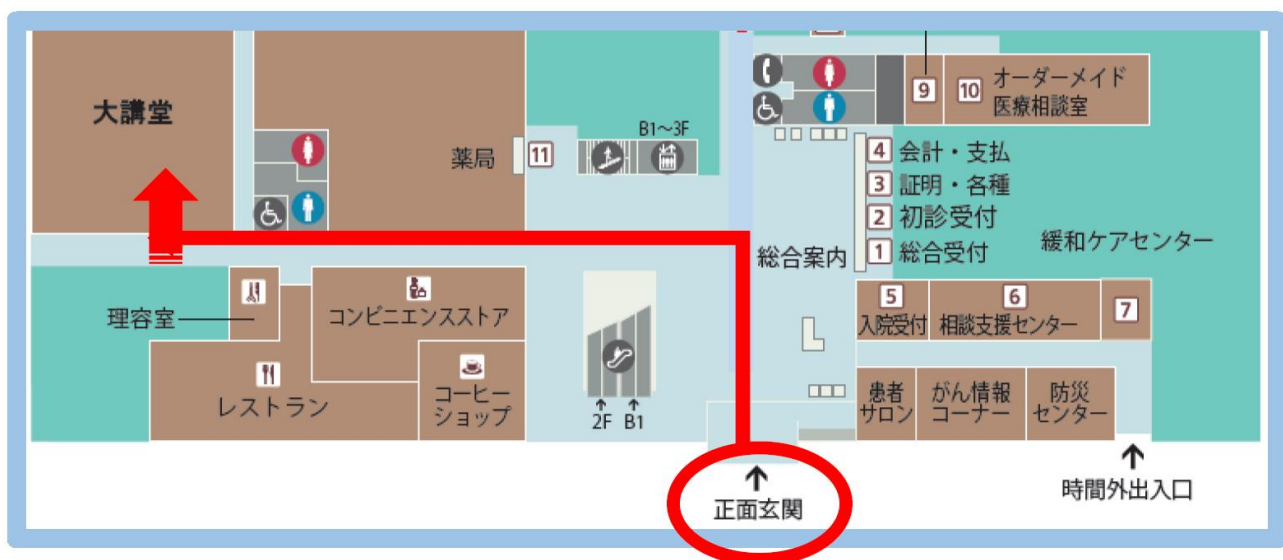 大講堂
薬局
11
B1〜3F
9
10
オーダーメイド
医療相談室
4 会計・支払
3 証明・各種
2 初診受付
1 総合受付
総合案内
緩和ケアセンター
5
入院受付
6
相談支援センター
7
理容室
コンビニエンスストア
レストラン
コーヒー
ショップ
2F B1
患者
サロン
がん情報
コーナー
防災
センター
正面玄関
時間外出入口